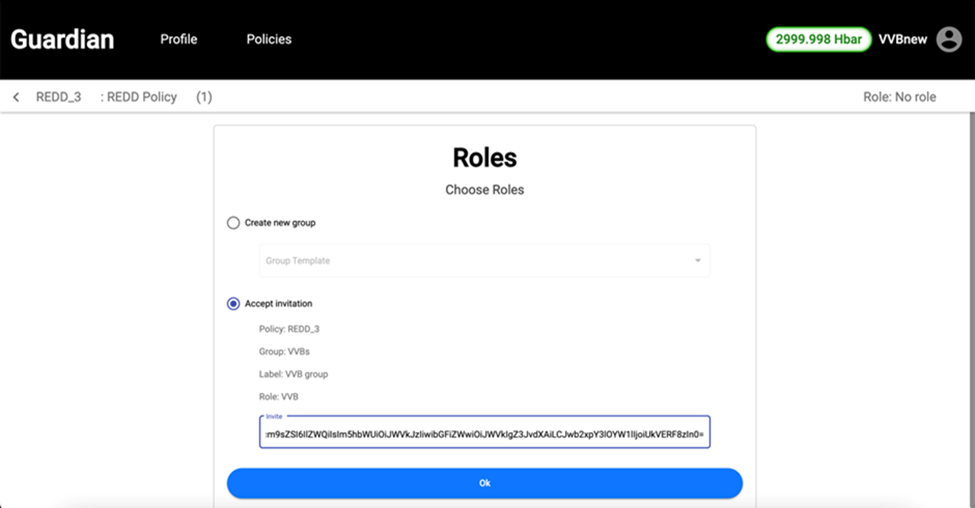 Guardian Profile Policies 2999.998 Hbar VVBnew
REDD_3 : REDD Policy (1) Role: No role
Roles
Choose Roles
Create new group
Group Template
Accept invitation
Policy: REDD_3
Group: VVBs
Label: VVB group
Role: VVB
Invite
Ok